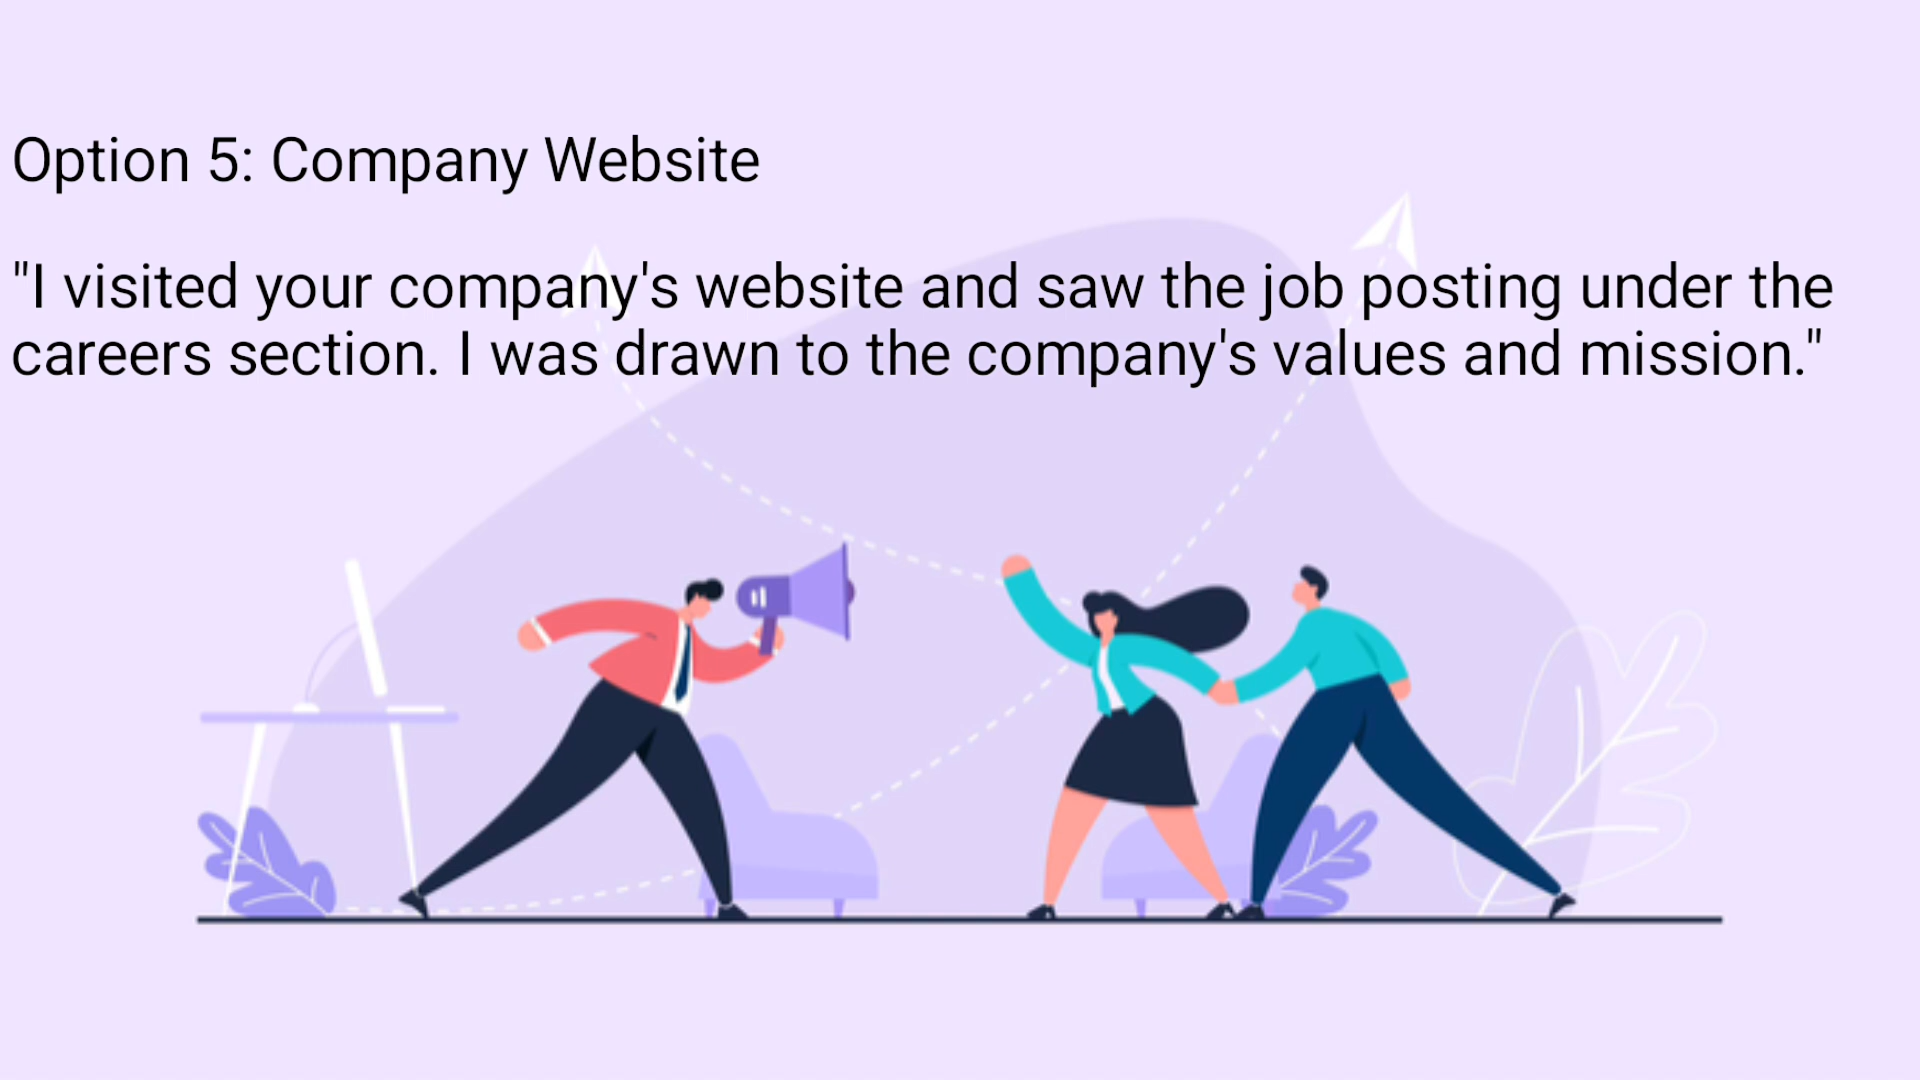 Option 5: Company Website
"I visited your company's website and saw the job posting under the
careers section. I was drawn to the company's values and mission."